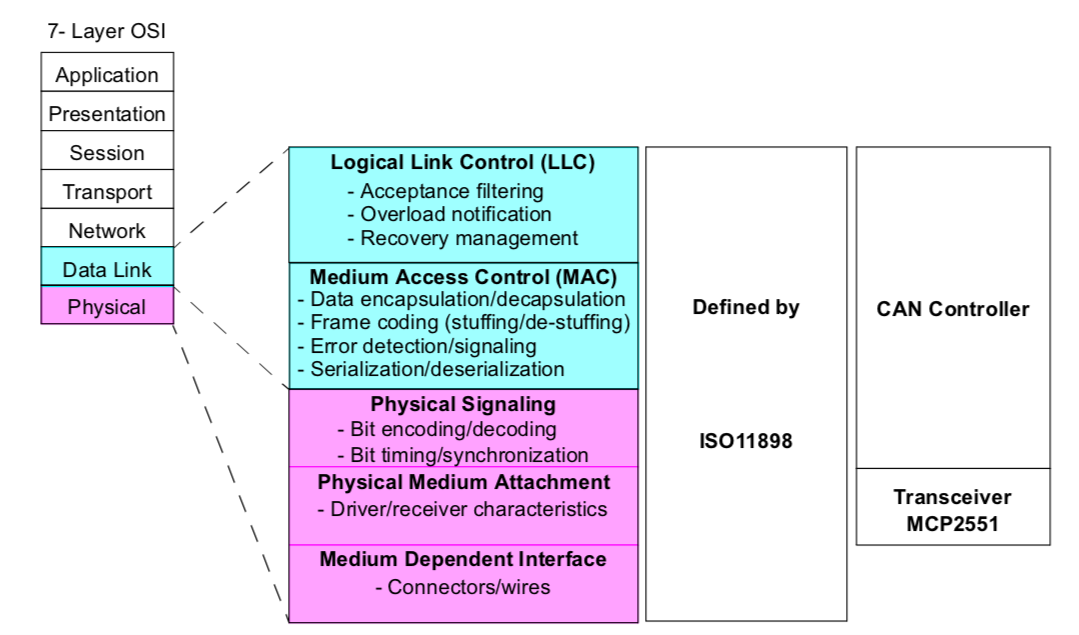 7- Layer OSI
Application
Presentation
Session
Transport
Network
Data Link
Physical
Logical Link Control (LLC)
- Acceptance filtering
- Overload notification
- Recovery management
Medium Access Control (MAC)
- Data encapsulation/decapsulation
- Frame coding (stuffing/de-stuffing)
- Error detection/signaling
- Serialization/deserialization
Physical Signaling
- Bit encoding/decoding
- Bit timing/synchronization
Physical Medium Attachment
- Driver/receiver characteristics
Medium Dependent Interface
- Connectors/wires
Defined by
ISO11898
CAN Controller
Transceiver
MCP2551